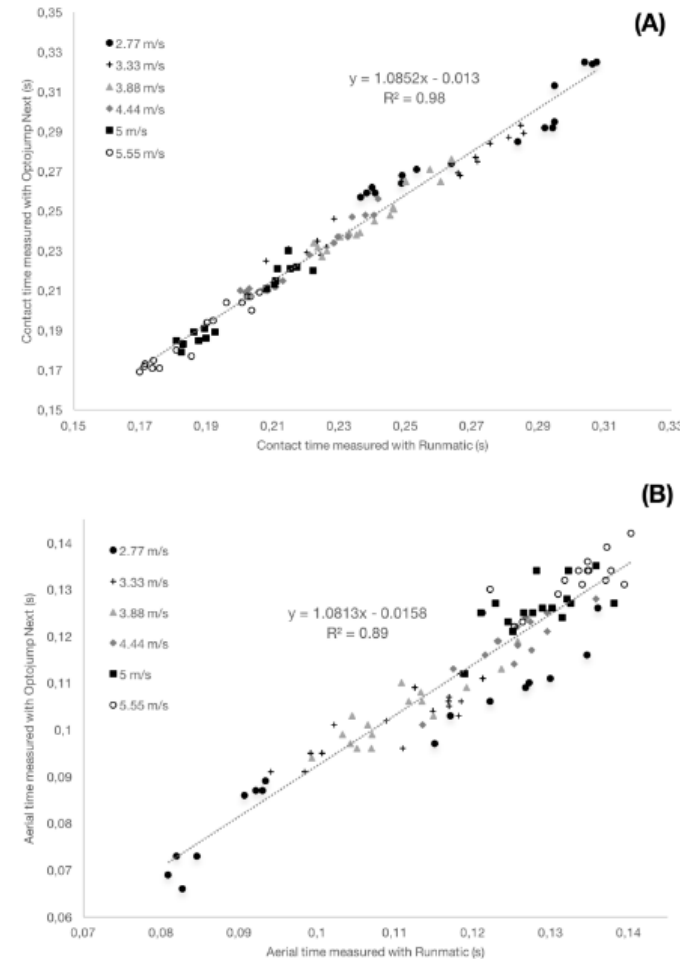 (A)
0,35
0,33
0,31
0,29
0,27
0,25
0,23
0,21
0,19
0,17
0,15
Contact time measured with Optojump Next (s)
2.77 m/s
3.33 m/s
3.88 m/s
4.44 m/s
5 m/s
5.55 m/s
y = 1.0852x - 0.013
R² = 0.98
0,15 0,17 0,19 0,21 0,23 0,25 0,27 0,29 0,31 0,33
Contact time measured with Runmatic (s)
(B)
0,14
0,13
0,12
0,11
0,1
0,09
0,08
0,07
0,06
Aerial time measured with Optojump Next (s)
2.77 m/s
3.33 m/s
3.88 m/s
4.44 m/s
5 m/s
5.55 m/s
y = 1.0813x - 0.0158
R² = 0.89
0,07 0,08 0,09 0,1 0,11 0,12 0,13 0,14
Aerial time measured with Runmatic (s)